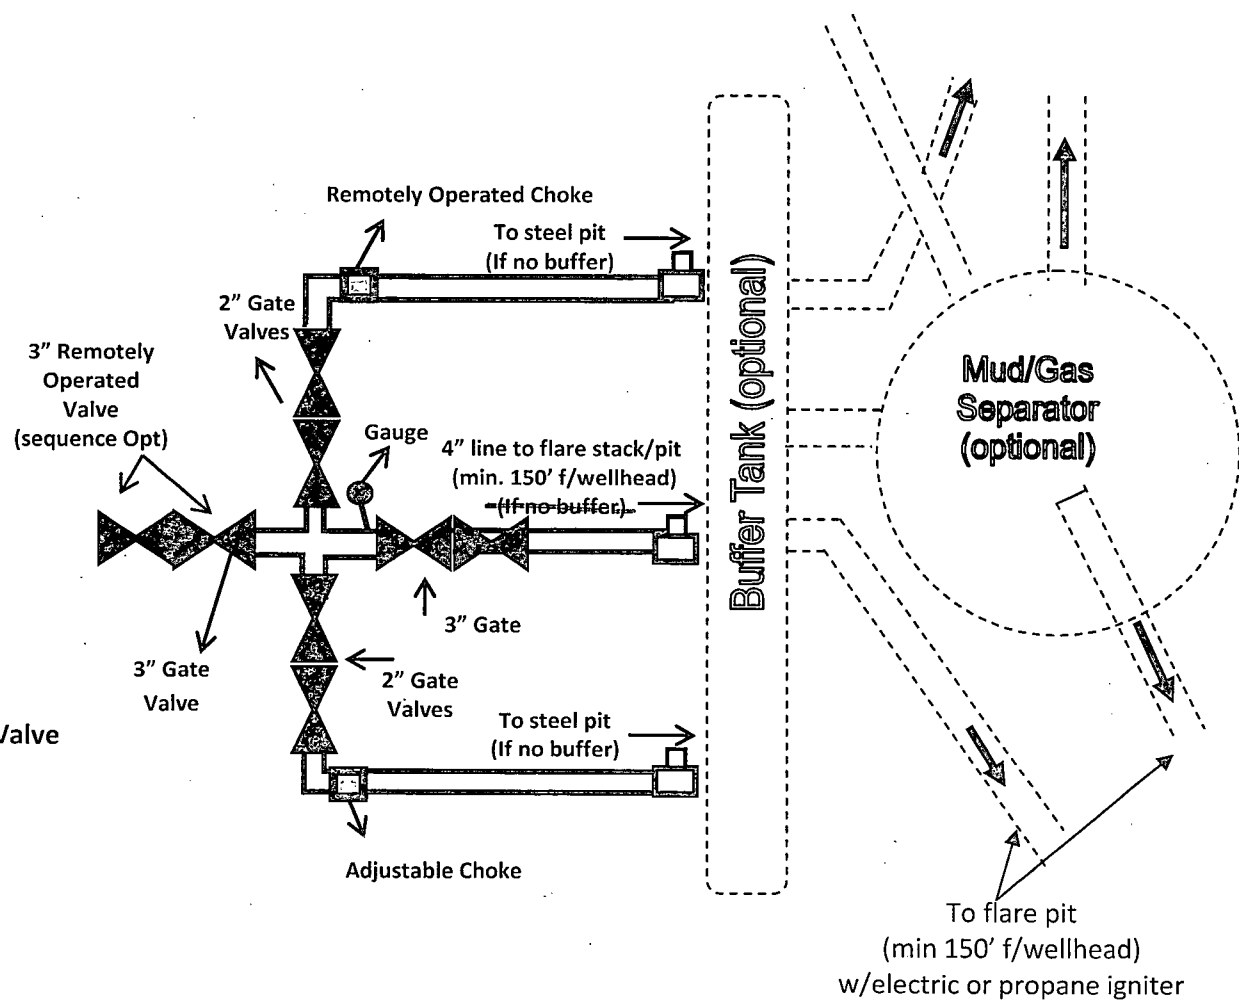 Remotely Operated Choke
To steel pit
(If no buffer)
2” Gate
Valves
3” Remotely
Operated
Valve
(sequence Opt)
Gauge
4” line to flare stack/pit
(min. 150’ f/wellhead)
(If no buffer)
Buffer Tank (optional)
Mud/Gas
Separator
(optional)
3” Gate
3” Gate
Valve
2” Gate
Valves
Valve
To steel pit
(If no buffer)
Adjustable Choke
To flare pit
(min 150’ f/wellhead)
w/electric or propane igniter